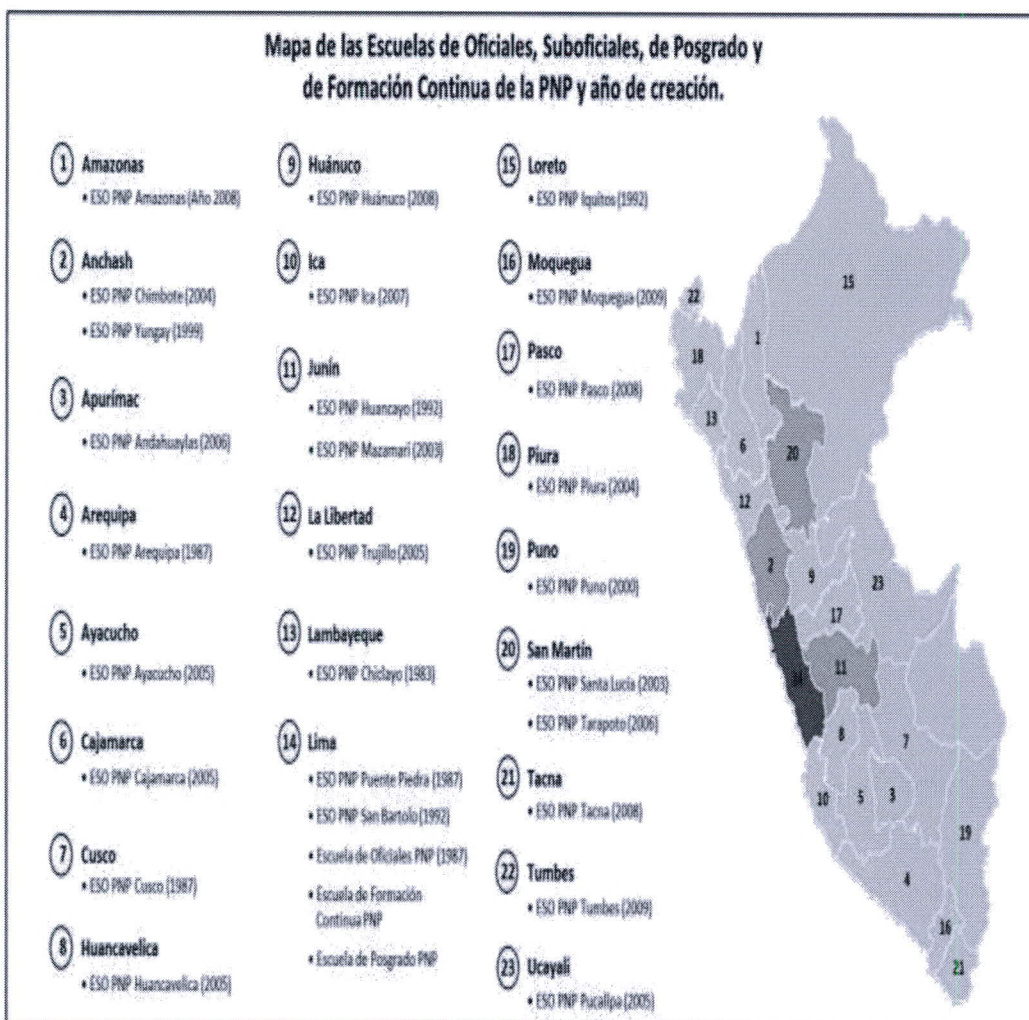 Mapa de las Escuelas de Oficiales, Suboficiales, de Posgrado y
de Formación Continua de la PNP y año de creación.
1 Amazonas
• ESO PNP Amazonas (Año 2008)
2 Anchash
• ESO PNP Chimbote (2004)
• ESO PNP Yungay (1999)
3 Apurímac
• ESO PNP Andahuaylas (2006)
4 Arequipa
• ESO PNP Arequipa (1987)
5 Ayacucho
• ESO PNP Ayacucho (2005)
6 Cajamarca
• ESO PNP Cajamarca (2005)
7 Cusco
• ESO PNP Cusco (1987)
8 Huancavelica
• ESO PNP Huancavelica (2005)
9 Huánuco
• ESO PNP Huánuco (2008)
10 Ica
• ESO PNP Ica (2007)
11 Junín
• ESO PNP Huancayo (1992)
• ESO PNP Mazamari (2003)
12 La Libertad
• ESO PNP Trujillo (2005)
13 Lambayeque
• ESO PNP Chiclayo (1983)
14 Lima
• ESO PNP Puente Piedra (1987)
• ESO PNP San Bartolo (1992)
• Escuela de Oficiales PNP (1987)
• Escuela de Formación
Continua PNP
• Escuela de Posgrado PNP
15 Loreto
• ESO PNP Iquitos (1992)
16 Moquegua
• ESO PNP Moquegua (2009)
17 Pasco
• ESO PNP Pasco (2008)
18 Piura
• ESO PNP Piura (2004)
19 Puno
• ESO PNP Puno (2000)
20 San Martín
• ESO PNP Santa Lucía (2003)
• ESO PNP Tarapoto (2006)
21 Tacna
• ESO PNP Tacna (2008)
22 Tumbes
• ESO PNP Tumbes (2009)
23 Ucayali
• ESO PNP Pucallpa (2005)
15
22
1
18
13
6
20
12
2
9
23
17
14
11
8
7
10
5
3
19
4
16
21